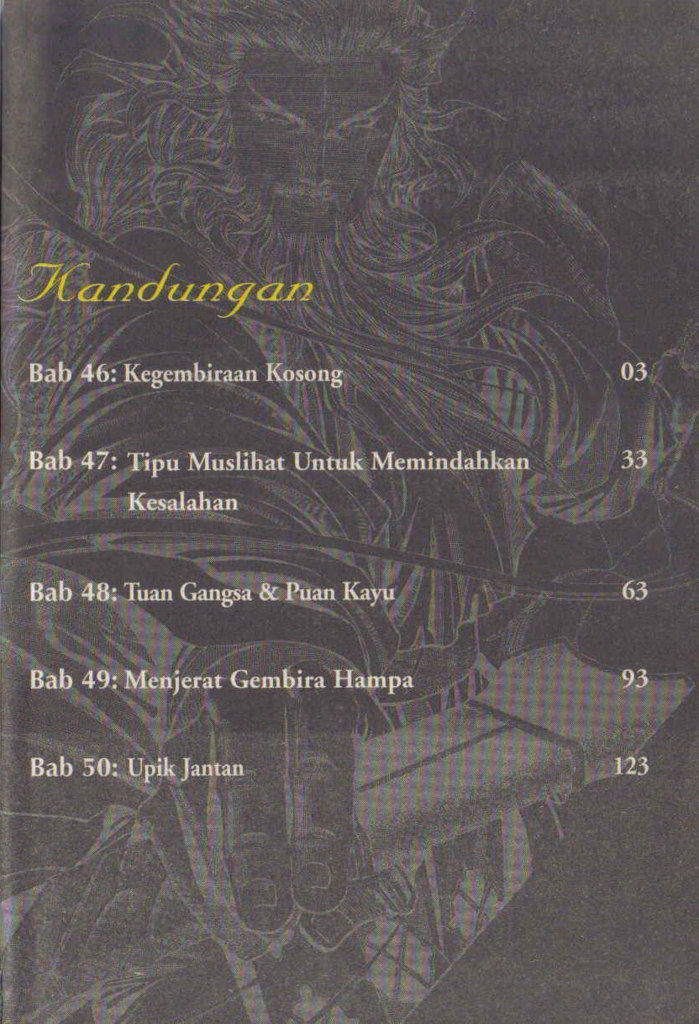 Kandungan
Bab 46: Kegembiraan Kosong 03
Bab 47: Tipu Muslihat Untuk Memindahkan 33
Kesalahan
Bab 48: Tuan Gangsa & Puan Kayu 63
Bab 49: Menjerat Gembira Hampa 93
Bab 50: Upik Jantan 123